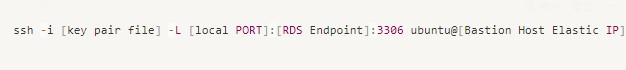 ssh -i [key pair file] -L [local PORT]:[RDS Endpoint]:3306 ubuntu@[Bastion Host Elastic IP]